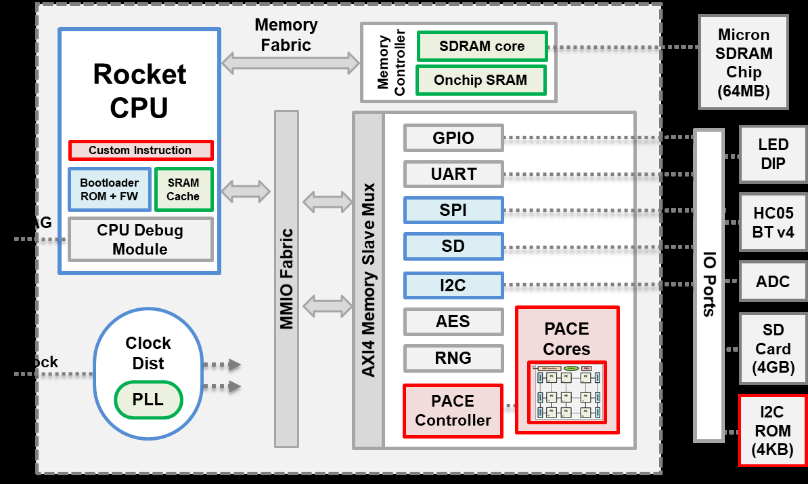 Memory
Fabric
Rocket
CPU
Custom Instruction
Bootloader
ROM + FW
SRAM
Cache
CPU Debug
Module
AG
Memory
Controller
SDRAM core
Onchip SRAM
Micron
SDRAM
Chip
(64MB)
MMIO Fabric
AXI4 Memory Slave Mux
GPIO
UART
SPI
SD
I2C
AES
RNG
PACE
Controller
PACE
Cores
IO Ports
LED
DIP
HC05
BT v4
ADC
SD
Card
(4GB)
I2C
ROM
(4KB)
ock
Clock
Dist
PLL